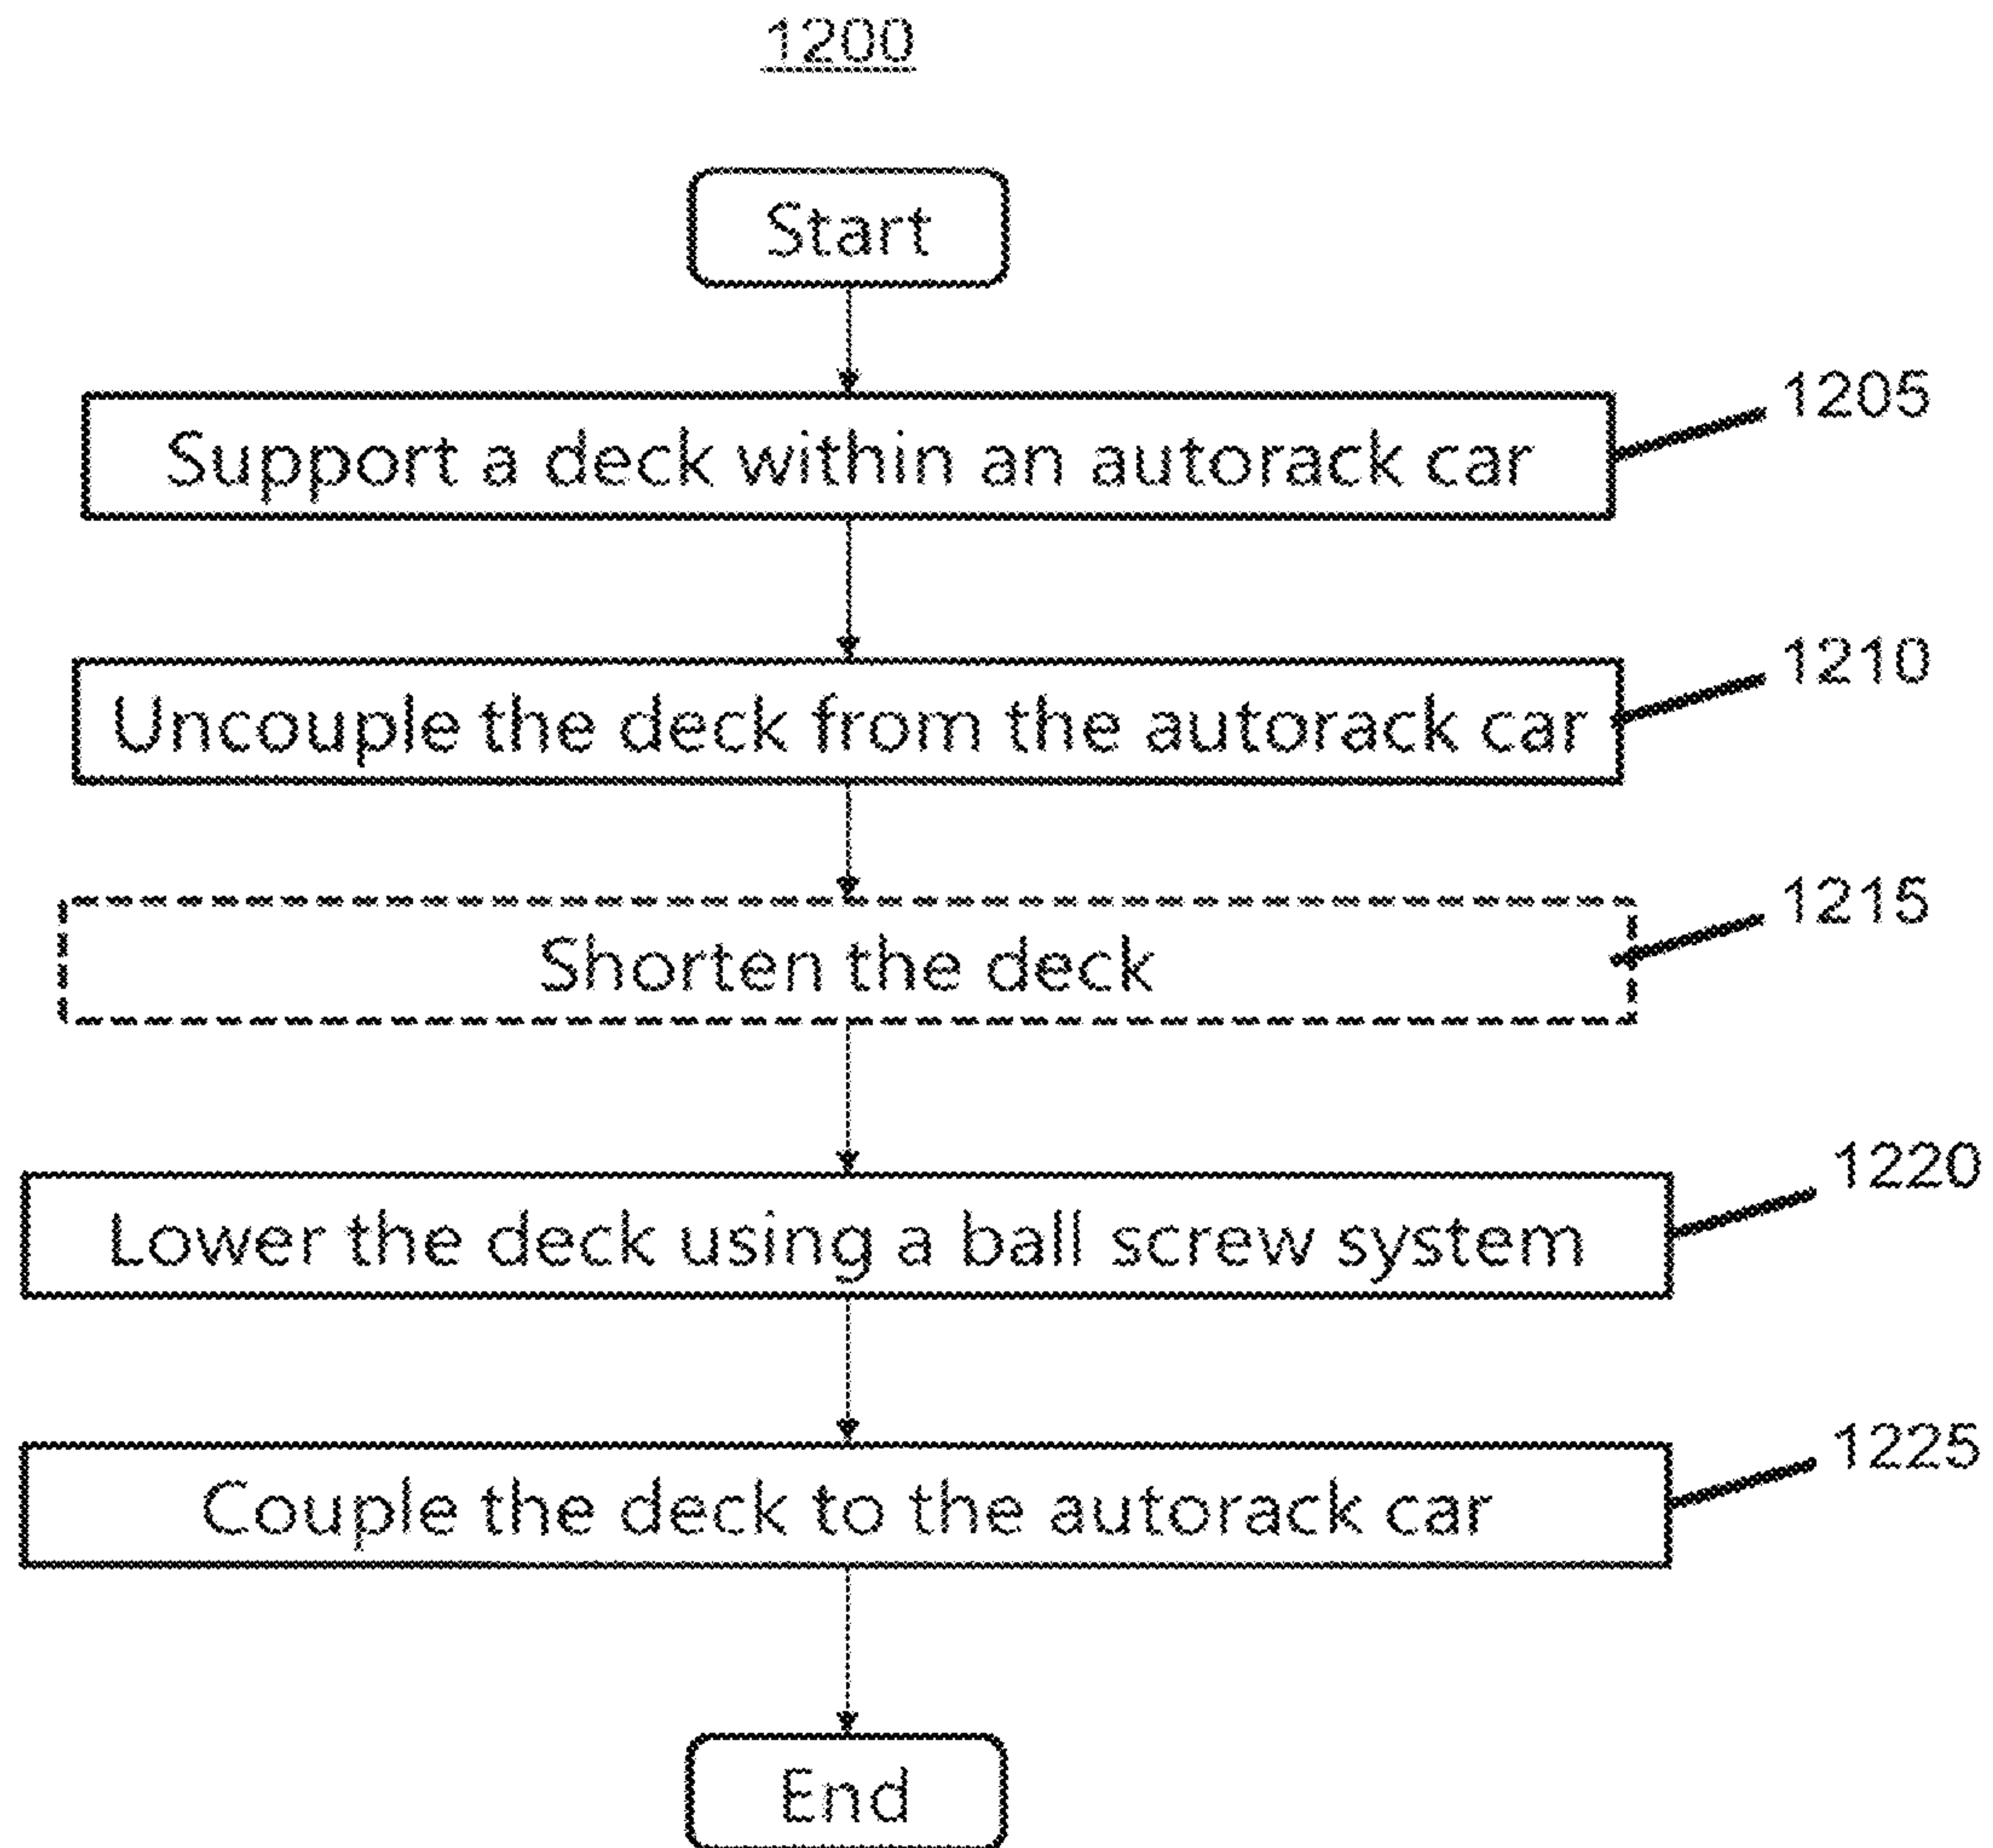 1200
Start
Support a deck within an autorack car
1205
Uncouple the deck from the autorack car
1210
Shorten the deck
1215
Lower the deck using a ball screw system
1220
Couple the deck to the autorack car
1225
End